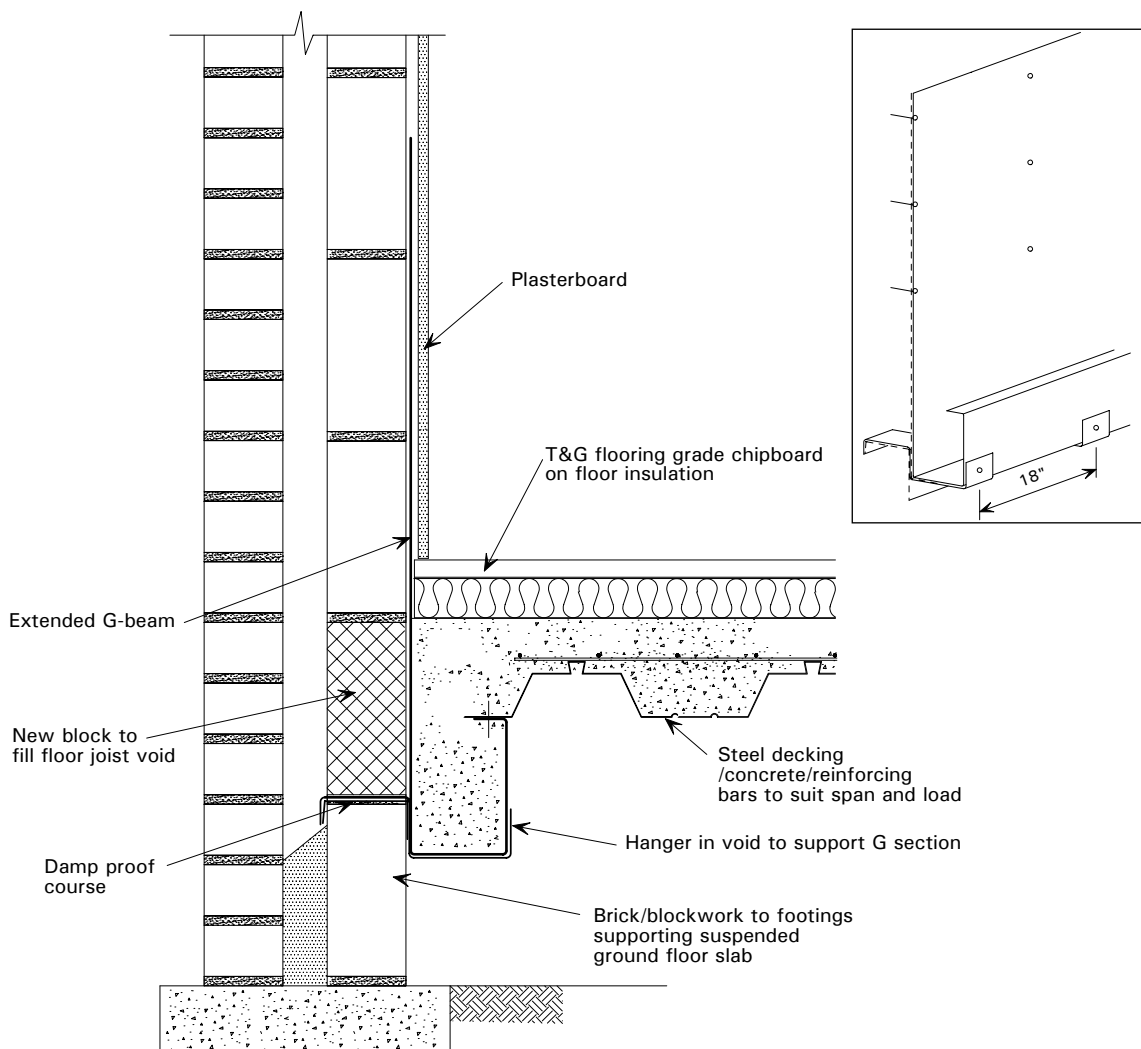 Plasterboard
T&G flooring grade chipboard
on floor insulation
18"
Extended G-beam
New block to
fill floor joist void
Steel decking
/concrete/reinforcing
bars to suit span and load
Hanger in void to support G section
Damp proof
course
Brick/blockwork to footings
supporting suspended
ground floor slab